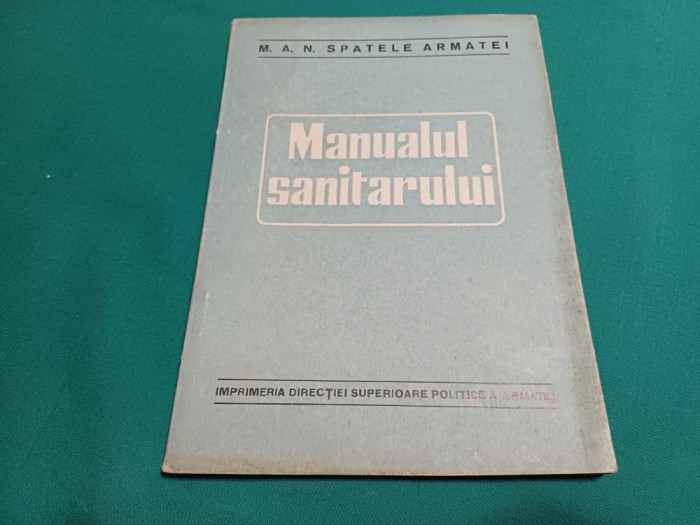 M. A. N. SPATELE ARMATEI
Manualul
sanitarului
IMPRIMERIA DIRECȚIEI SUPERIOARE POLITICE A ARMATEI